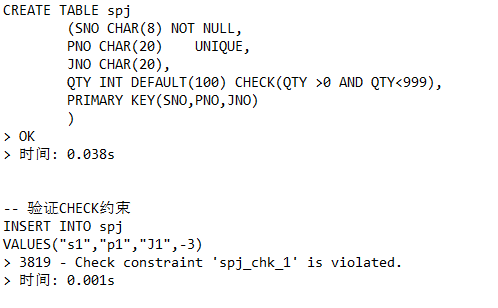 CREATE TABLE spj
(SNO CHAR(8) NOT NULL,
PNO CHAR(20) UNIQUE,
JNO CHAR(20),
QTY INT DEFAULT(100) CHECK(QTY >0 AND QTY<999),
PRIMARY KEY(SNO,PNO,JNO)
)
> OK
> 时间: 0.038s
-- 验证CHECK约束
INSERT INTO spj
VALUES("s1","p1","J1",-3)
> 3819 - Check constraint 'spj_chk_1' is violated.
> 时间: 0.001s